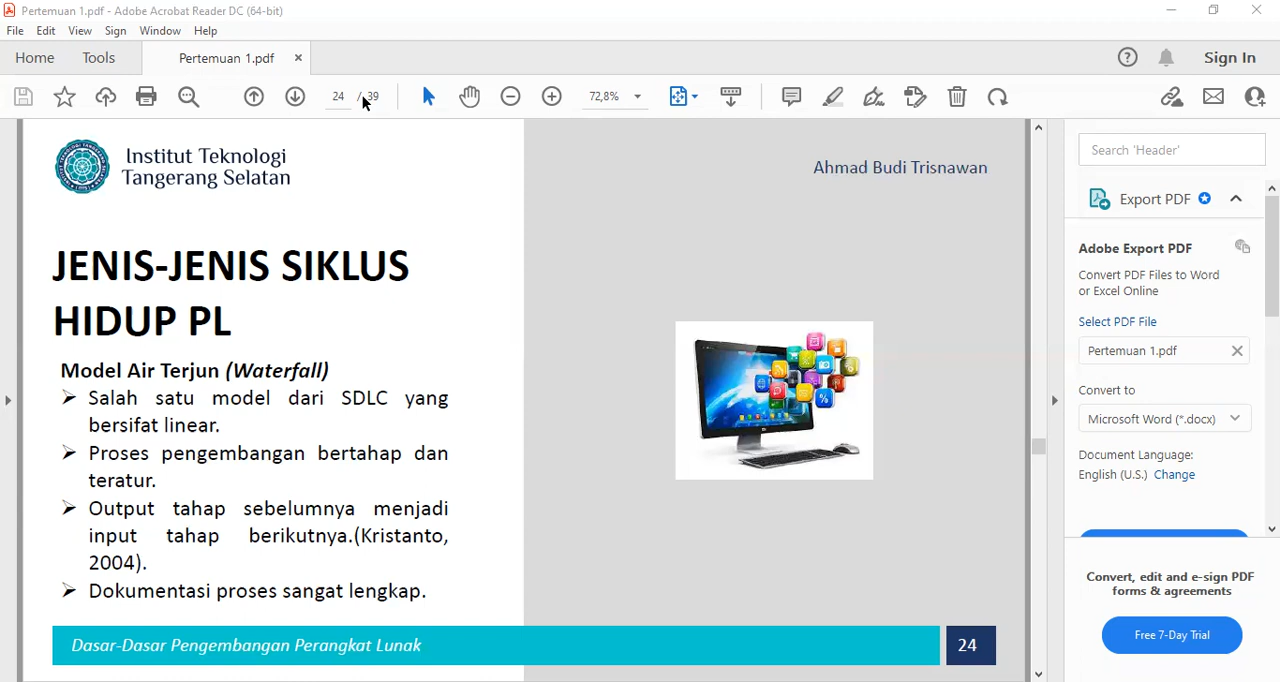 Pertemuan 1.pdf - Adobe Acrobat Reader DC (64-bit)
File Edit View Sign Window Help
Home Tools Pertemuan 1.pdf Sign In
24 / 39 72,8%
Institut Teknologi
Tangerang Selatan
Ahmad Budi Trisnawan
JENIS-JENIS SIKLUS
HIDUP PL
Model Air Terjun (Waterfall)
Salah satu model dari SDLC yang
bersifat linear.
Proses pengembangan bertahap dan
teratur.
Output tahap sebelumnya menjadi
input tahap berikutnya.(Kristanto,
2004).
Dokumentasi proses sangat lengkap.
Dasar-Dasar Pengembangan Perangkat Lunak
24
Search 'Header'
Export PDF
Adobe Export PDF
Convert PDF Files to Word
or Excel Online
Select PDF File
Pertemuan 1.pdf
Convert to
Microsoft Word (*.docx)
Document Language:
English (U.S.) Change
Convert, edit and e-sign PDF
forms & agreements
Free 7-Day Trial